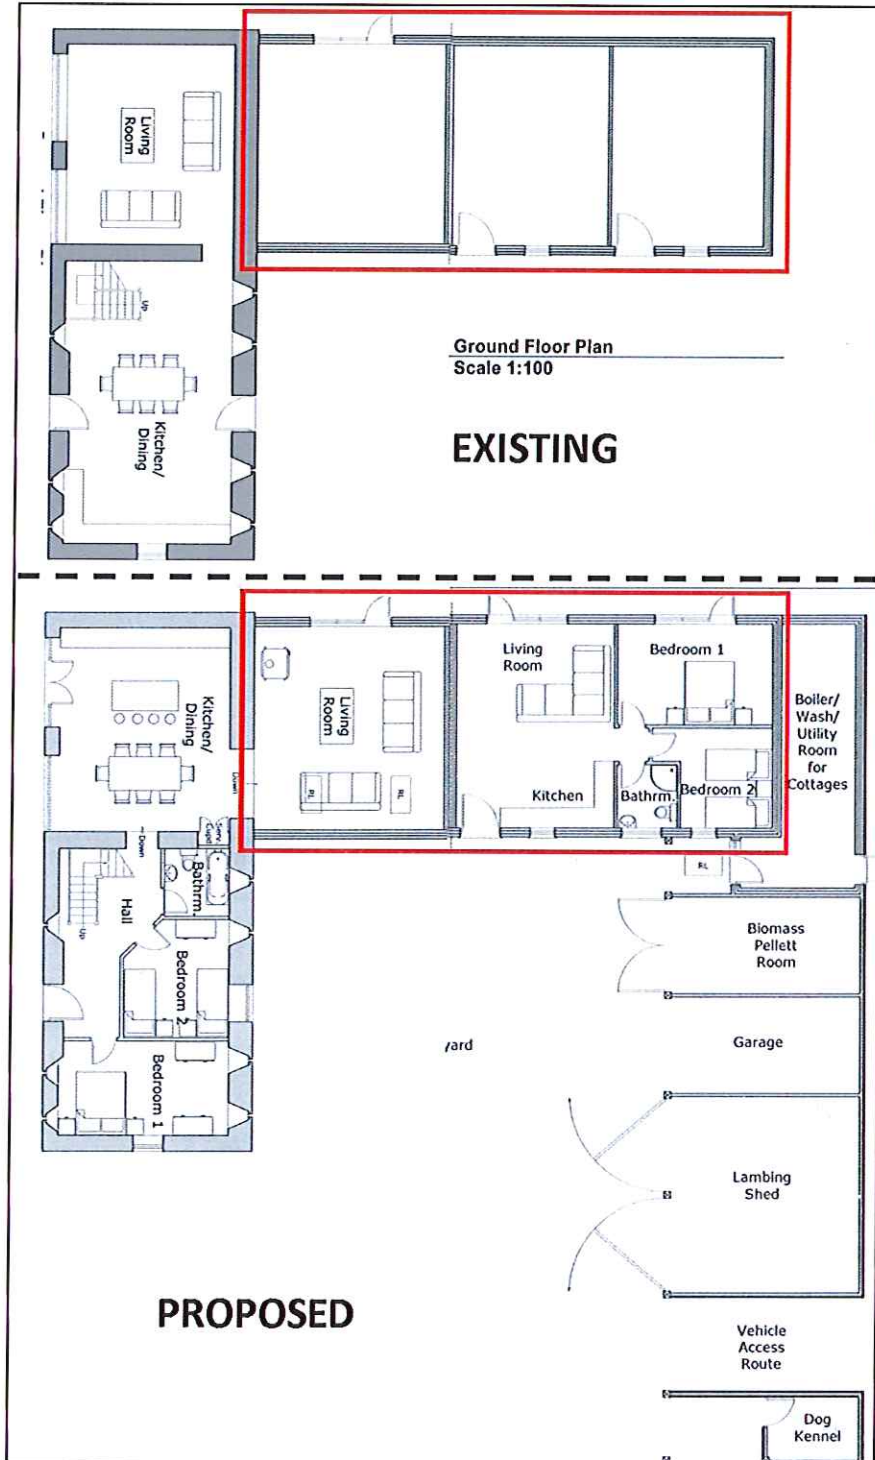 Living
Room
Up
Kitchen/
Dining
Ground Floor Plan
Scale 1:100
EXISTING
Kitchen/
Dining
Down
Living
Room
RL
RL
Living
Room
Kitchen
Bedroom 1
Bathrm.
Bedroom 2
Boiler/
Wash/
Utility
Room
for
Cottages
Down
Serv.
Cupd
Bathrm.
Hall
Up
Bedroom 2
Bedroom 1
RL
Biomass
Pellett
Room
Garage
Lambing
Shed
Vehicle
Access
Route
Dog
Kennel
PROPOSED